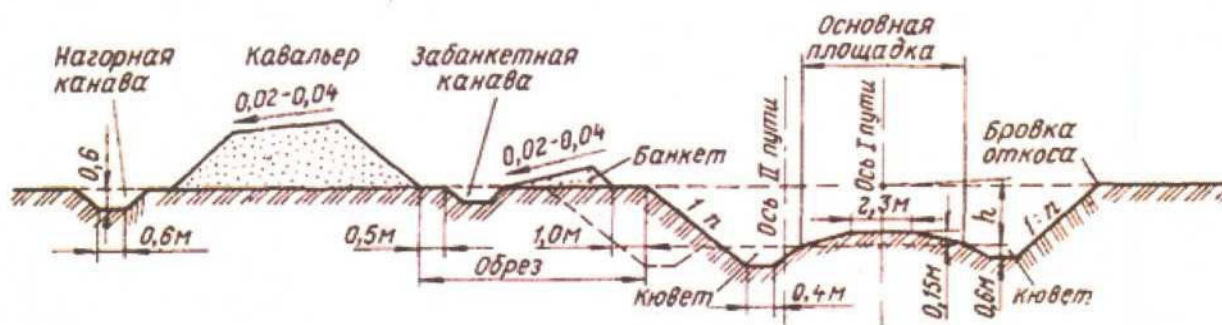 Основная
площадка
Нагорная
канава
Кавальер
Забанкетная
канава
0,02-0,04
0,02-0,04
Банкет
Ось II пути
Ось I пути
Бровка
откоса
0,6
1 n
2,3м
h
1:n
0,6м
0,5м
1,0м
Обрез
Кювет
0,4м
0,15м
0,6м
Кювет